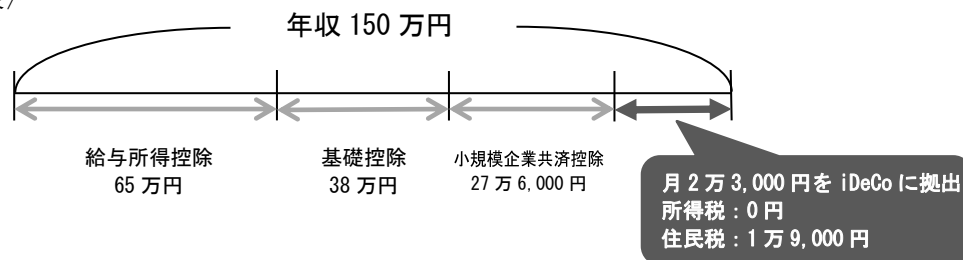 年収 150 万円
給与所得控除
65 万円
基礎控除
38 万円
小規模企業共済控除
27 万 6,000 円
月 2 万 3,000 円を iDeCo に拠出
所得税：0 円
住民税：1 万 9,000 円